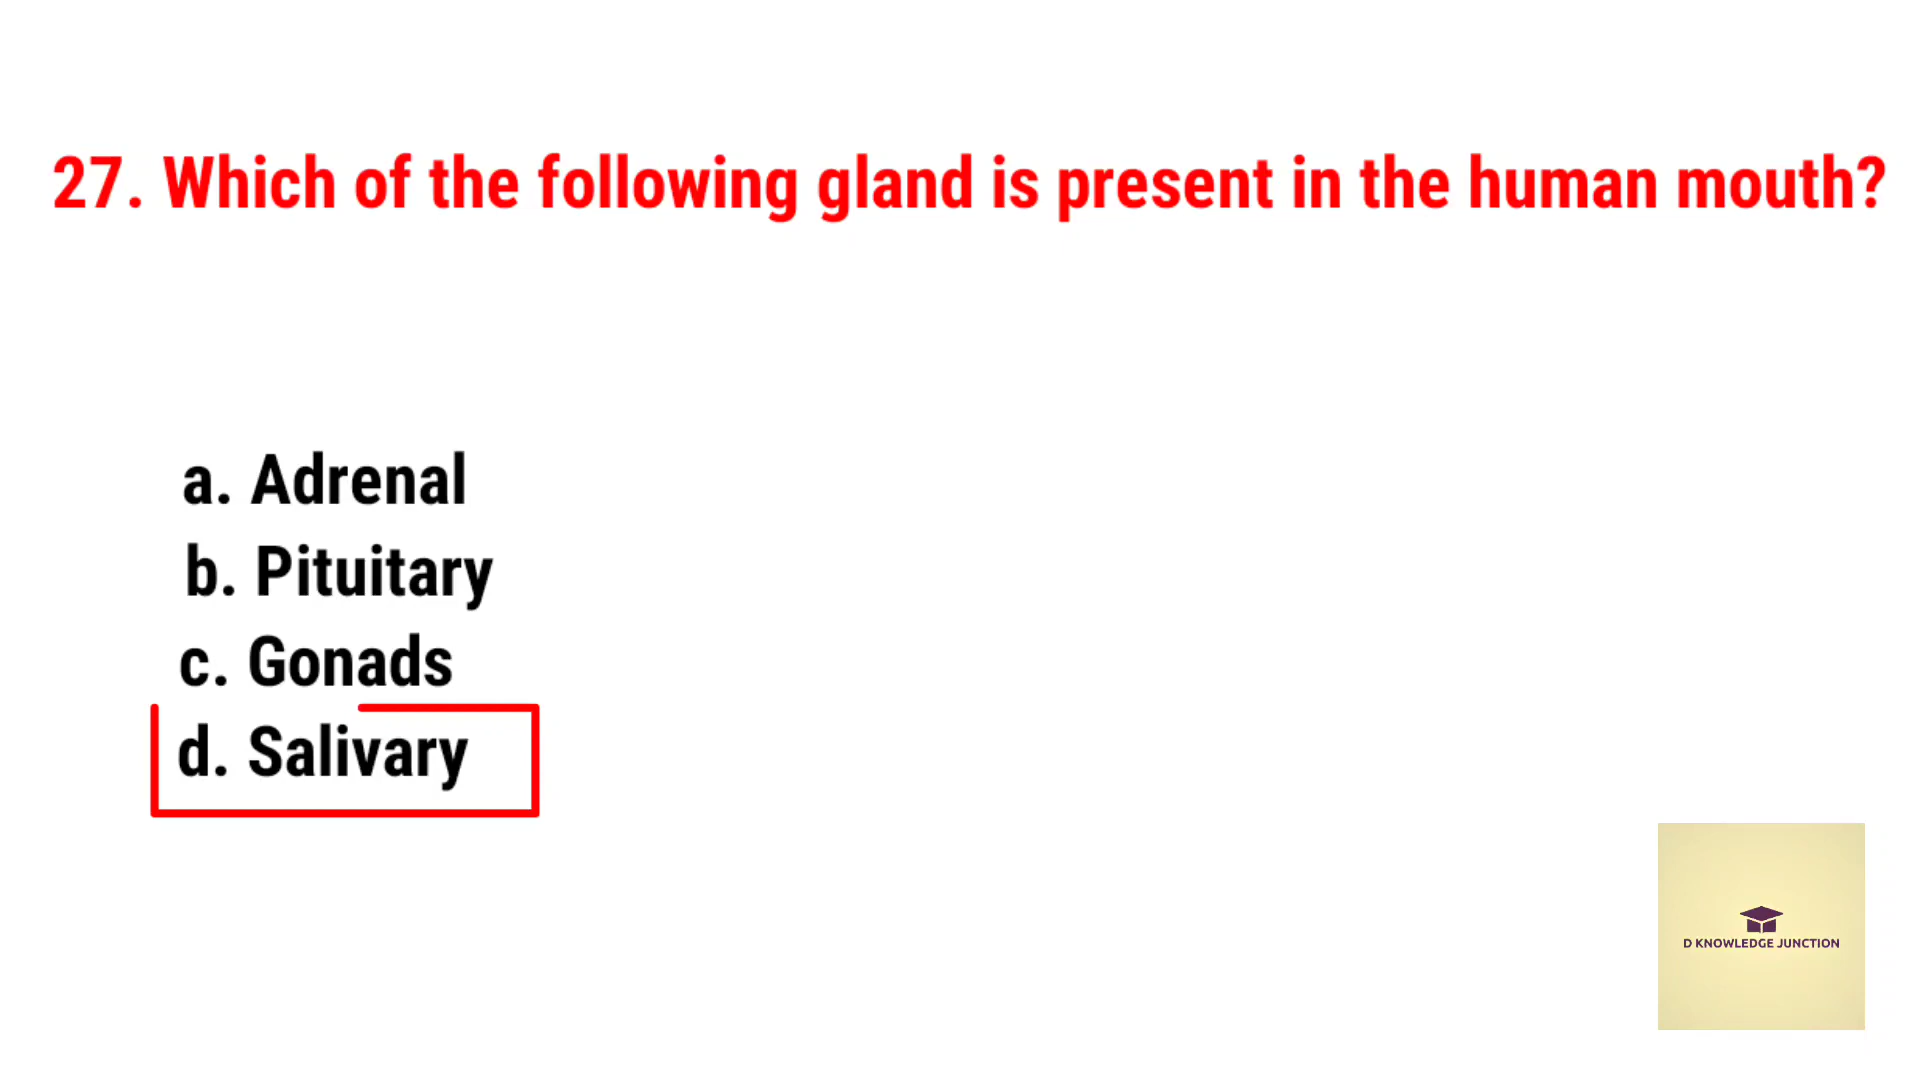 27. Which of the following gland is present in the human mouth?
a. Adrenal
b. Pituitary
c. Gonads
d. Salivary
D KNOWLEDGE JUNCTION